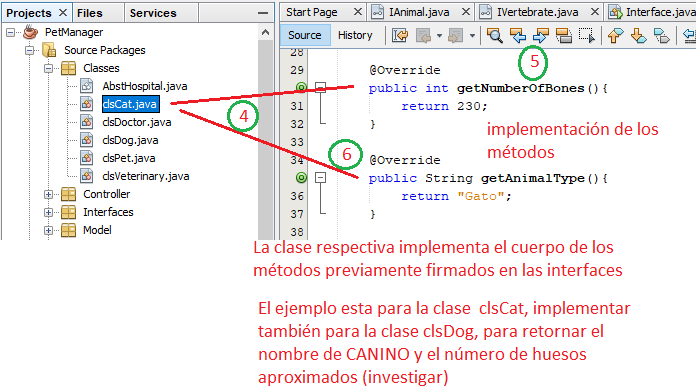 Projects × Files Services
PetManager
Source Packages
Classes
AbstHospital.java
clsCat.java
clsDoctor.java
clsDog.java
clsPet.java
clsVeterinary.java
Controller
Interfaces
Model
Start Page × IAnimal.java × IVertebrate.java × Interface.java
Source History
28
29 @Override
public int getNumberOfBones(){
31 return 230;
32 }
33
34 @Override
public String getAnimalType(){
36 return "Gato";
37 }
38
4
5
6
implementación de los
métodos
La clase respectiva implementa el cuerpo de los
métodos previamente firmados en las interfaces
El ejemplo esta para la clase clsCat, implementar
también para la clase clsDog, para retornar el
nombre de CANINO y el número de huesos
aproximados (investigar)